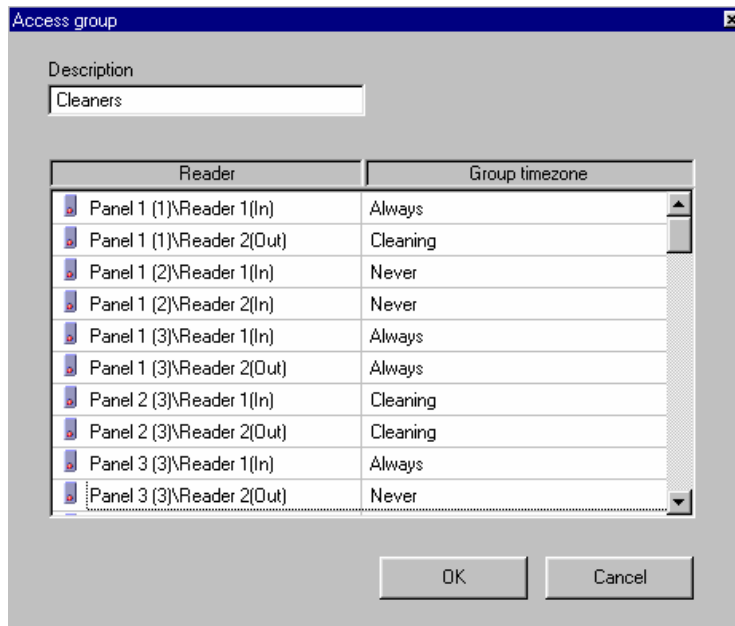 Access group
Description
Cleaners
Reader Group timezone
Panel 1 (1)\Reader 1(In) Always
Panel 1 (1)\Reader 2(Out) Cleaning
Panel 1 (2)\Reader 1(In) Never
Panel 1 (2)\Reader 2(In) Never
Panel 1 (3)\Reader 1(In) Always
Panel 1 (3)\Reader 2(Out) Always
Panel 2 (3)\Reader 1(In) Cleaning
Panel 2 (3)\Reader 2(Out) Cleaning
Panel 3 (3)\Reader 1(In) Always
Panel 3 (3)\Reader 2(Out) Never
OK Cancel